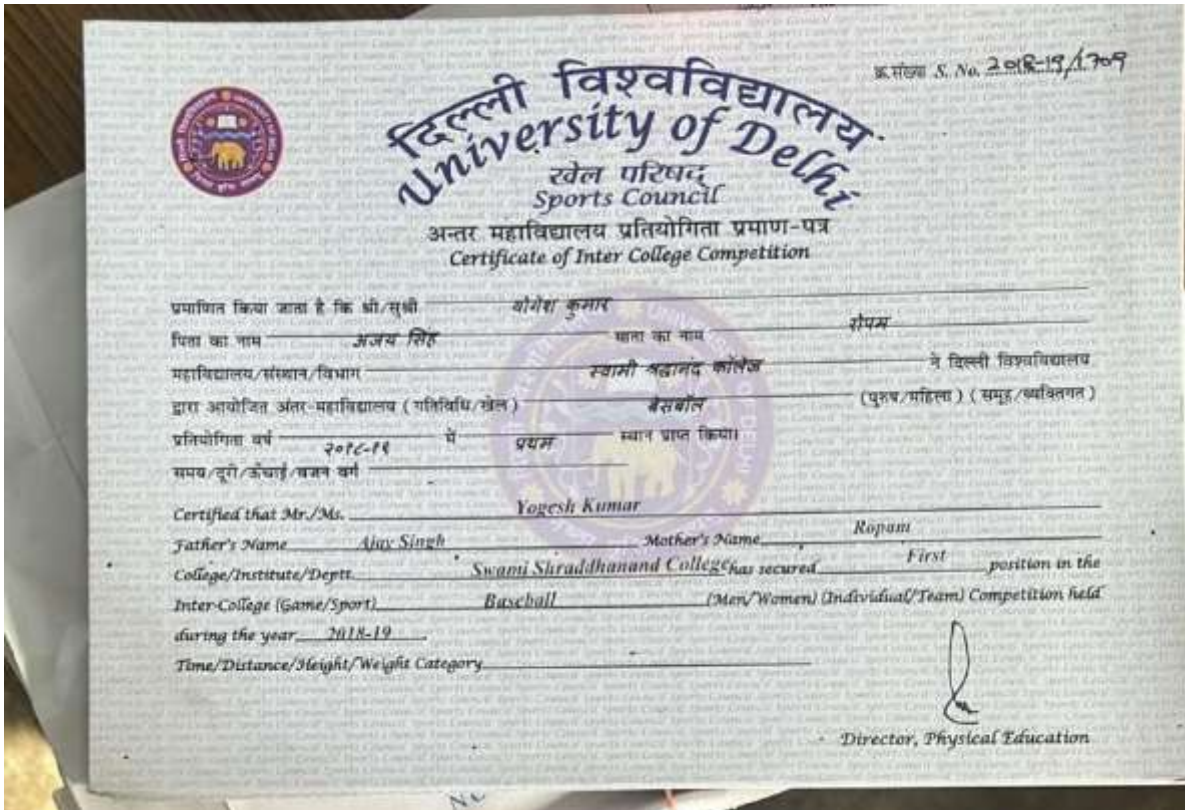 क्र.संख्या S. No. 2018-19/1709
दिल्ली विश्वविद्यालय
University of Delhi
खेल परिषद्
Sports Council
अन्तर महाविद्यालय प्रतियोगिता प्रमाण-पत्र
Certificate of Inter College Competition
प्रमाणित किया जाता है कि श्री/सुश्री योगेश कुमार
पिता का नाम अजय सिंह माता का नाम रोपम
महाविद्यालय/संस्थान/विभाग स्वामी श्रद्धानंद कॉलेज ने दिल्ली विश्वविद्यालय
द्वारा आयोजित अंतर-महाविद्यालय (गतिविधि/खेल) बेसबॉल (पुरुष/महिला) (समूह/व्यक्तिगत)
प्रतियोगिता वर्ष २०१८-१९ में प्रथम स्थान प्राप्त किया।
समय/दूरी/ऊँचाई/वजन वर्ग
Certified that Mr./Ms. Yogesh Kumar
Father's Name Ajay Singh Mother's Name Ropam
College/Institute/Deptt. Swami Shraddhanand College has secured First position in the
Inter-College (Game/Sport) Baseball (Men/Women) (Individual/Team) Competition held
during the year 2018-19
Time/Distance/Height/Weight Category
Director, Physical Education